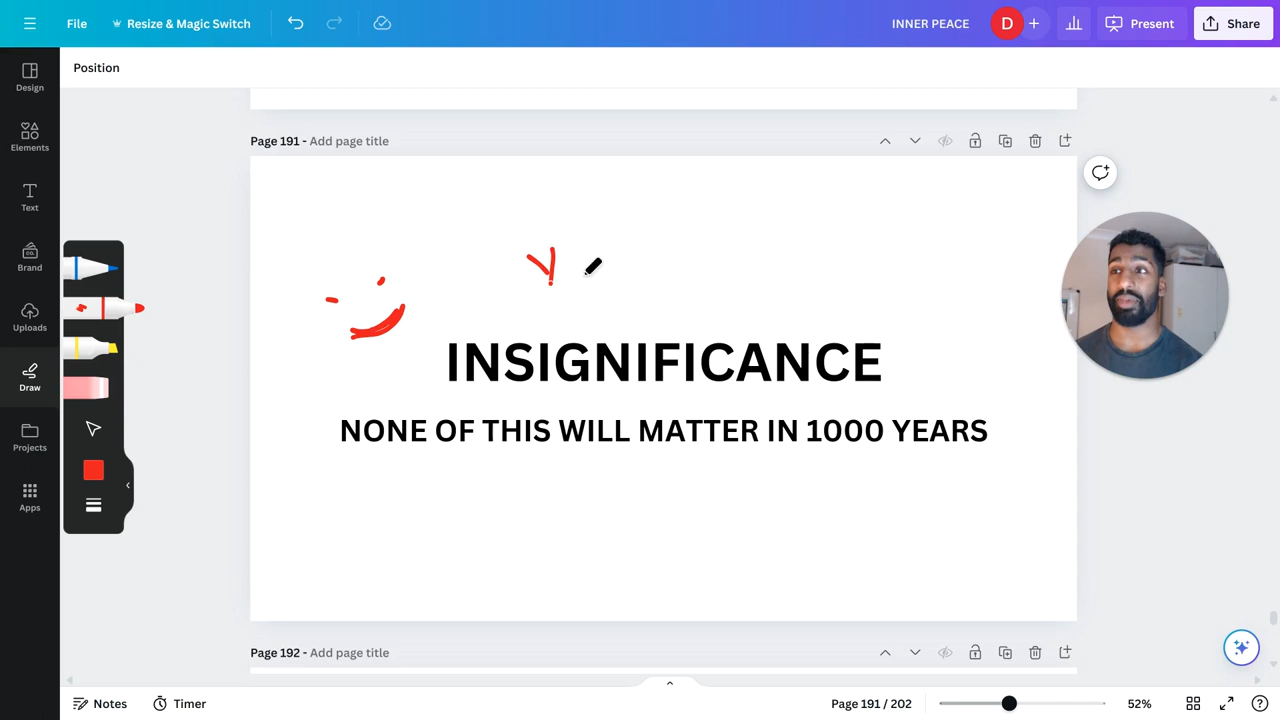 File
Resize & Magic Switch
INNER PEACE
D
Present
Share
Position
Design
Elements
Text
Brand
Uploads
Draw
Projects
Apps
Page 191 - Add page title
Y
INSIGNIFICANCE
NONE OF THIS WILL MATTER IN 1000 YEARS
Page 192 - Add page title
Notes
Timer
Page 191 / 202
52%